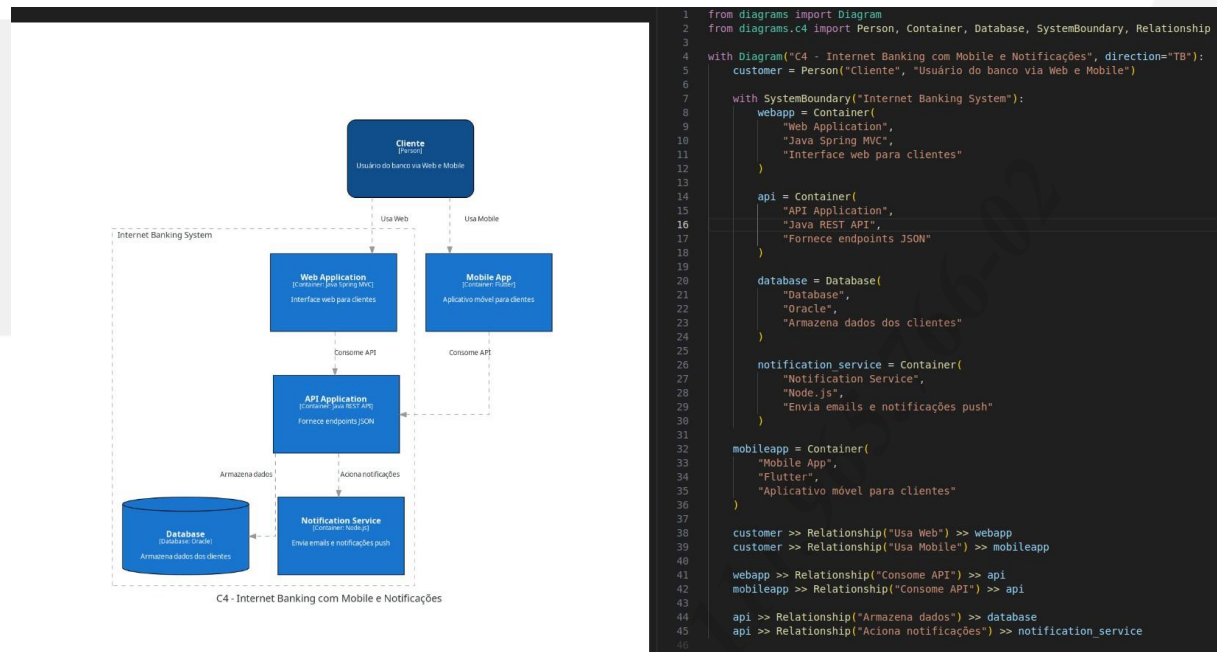 Cliente
[Person]
Usuário do banco via Web e Mobile
Usa Web
Usa Mobile
Internet Banking System
Web Application
[Container: Java Spring MVC]
Interface web para clientes
Mobile App
[Container: Flutter]
Aplicativo móvel para clientes
Consome API
Consome API
API Application
[Container: Java REST API]
Fornece endpoints JSON
Armazena dados
Aciona notificações
Database
[Database: Oracle]
Armazena dados dos clientes
Notification Service
[Container: Node.js]
Envia emails e notificações push
C4 - Internet Banking com Mobile e Notificações
1 from diagrams import Diagram
2 from diagrams.c4 import Person, Container, Database, SystemBoundary, Relationship
3
4 with Diagram("C4 - Internet Banking com Mobile e Notificações", direction="TB"):
5     customer = Person("Cliente", "Usuário do banco via Web e Mobile")
6
7     with SystemBoundary("Internet Banking System"):
8         webapp = Container(
9             "Web Application",
10             "Java Spring MVC",
11             "Interface web para clientes"
12         )
13
14         api = Container(
15             "API Application",
16             "Java REST API",
17             "Fornece endpoints JSON"
18         )
19
20         database = Database(
21             "Database",
22             "Oracle",
23             "Armazena dados dos clientes"
24         )
25
26         notification_service = Container(
27             "Notification Service",
28             "Node.js",
29             "Envia emails e notificações push"
30         )
31
32     mobileapp = Container(
33         "Mobile App",
34         "Flutter",
35         "Aplicativo móvel para clientes"
36     )
37
38     customer >> Relationship("Usa Web") >> webapp
39     customer >> Relationship("Usa Mobile") >> mobileapp
40
41     webapp >> Relationship("Consome API") >> api
42     mobileapp >> Relationship("Consome API") >> api
43
44     api >> Relationship("Armazena dados") >> database
45     api >> Relationship("Aciona notificações") >> notification_service
46